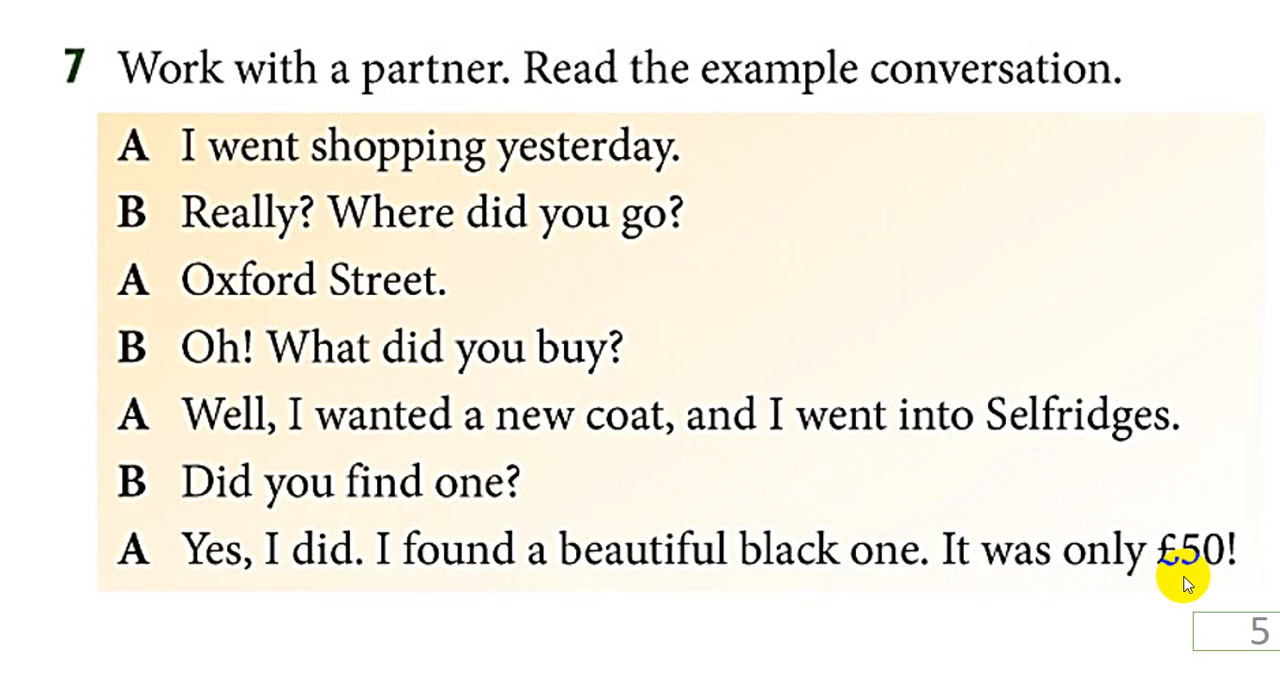 7 Work with a partner. Read the example conversation.
A I went shopping yesterday.
B Really? Where did you go?
A Oxford Street.
B Oh! What did you buy?
A Well, I wanted a new coat, and I went into Selfridges.
B Did you find one?
A Yes, I did. I found a beautiful black one. It was only £50!
5